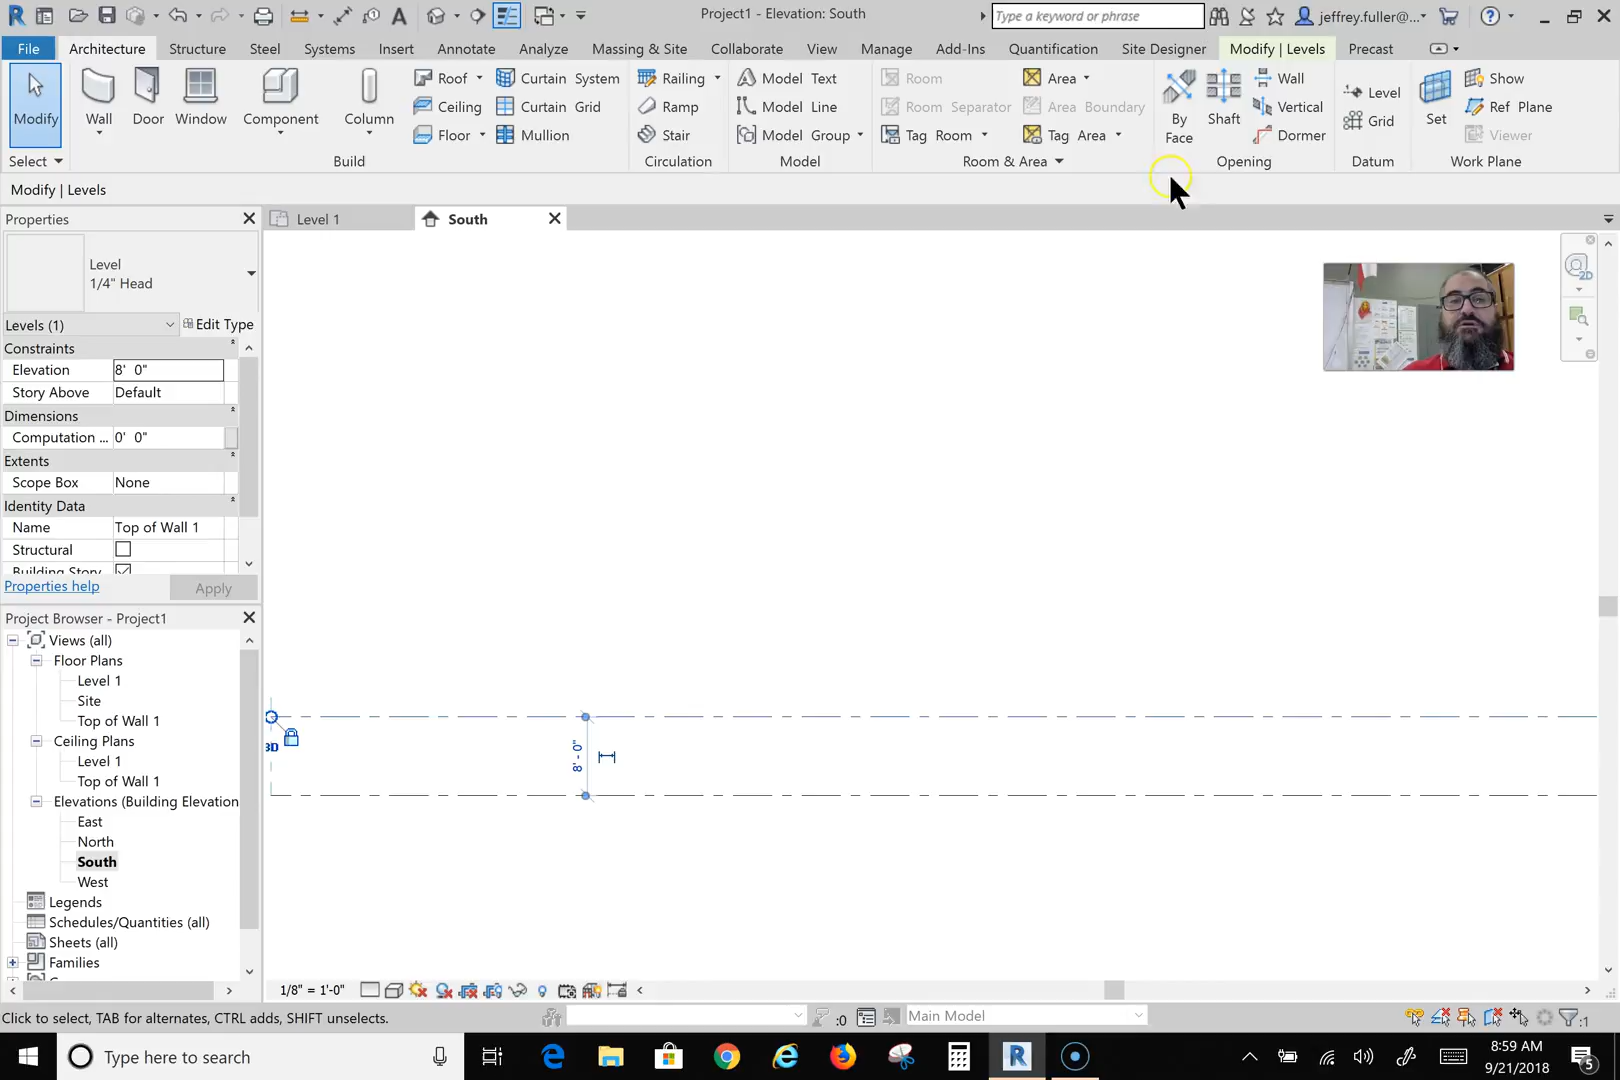 Project1 - Elevation: South
Type a keyword or phrase
jeffrey.fuller@...
File
Architecture
Structure
Steel
Systems
Insert
Annotate
Analyze
Massing & Site
Collaborate
View
Manage
Add-Ins
Quantification
Site Designer
Modify | Levels
Precast
Modify
Wall
Door
Window
Component
Column
Roof
Ceiling
Floor
Curtain System
Curtain Grid
Mullion
Railing
Ramp
Stair
Model Text
Model Line
Model Group
Room
Room Separator
Tag Room
Area
Area Boundary
Tag Area
By
Face
Shaft
Wall
Vertical
Dormer
Level
Grid
Set
Show
Ref Plane
Viewer
Select
Build
Circulation
Model
Room & Area
Opening
Datum
Work Plane
Modify | Levels
Properties
Level 1
South
Level
1/4" Head
Levels (1)
Edit Type
Constraints
Elevation 8' 0"
Story Above Default
Dimensions
Computation ... 0' 0"
Extents
Scope Box None
Identity Data
Name Top of Wall 1
Structural
Building Story
Properties help
Apply
Project Browser - Project1
Views (all)
Floor Plans
Level 1
Site
Top of Wall 1
Ceiling Plans
Level 1
Top of Wall 1
Elevations (Building Elevation
East
North
South
West
Legends
Schedules/Quantities (all)
Sheets (all)
Families
2D
3D
8' - 0"
1/8" = 1'-0"
Click to select, TAB for alternates, CTRL adds, SHIFT unselects.
:0
Main Model
:1
Type here to search
8:59 AM
9/21/2018
5